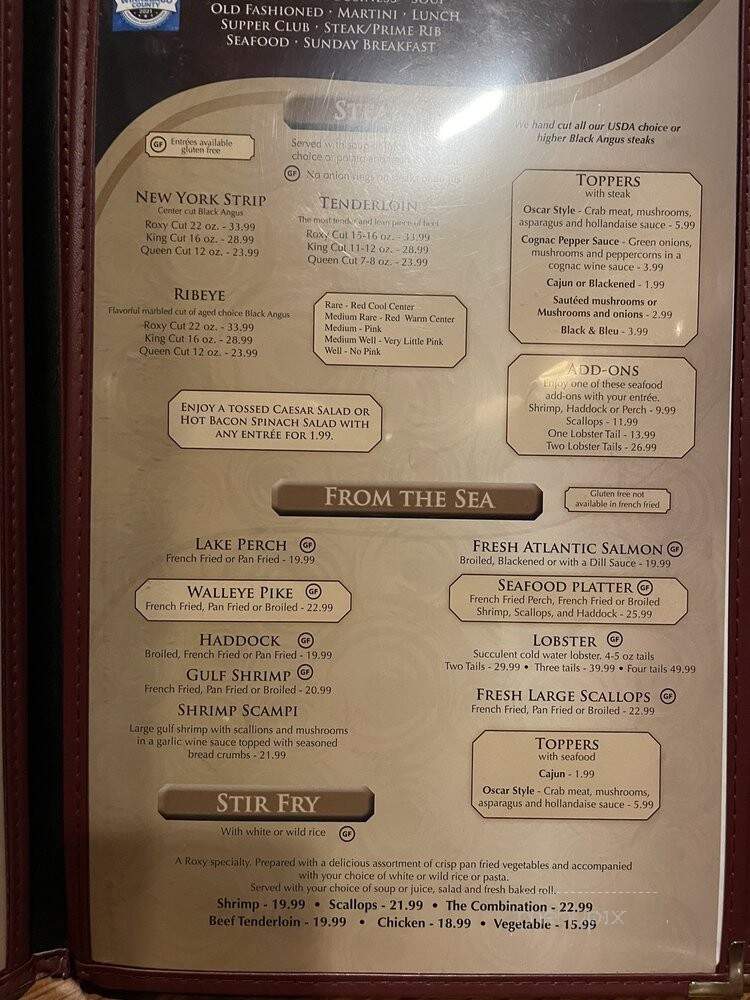 COUNTY
2021
OLD FASHIONED · MARTINI · LUNCH
SUPPER CLUB · STEAK/PRIME RIB
SEAFOOD · SUNDAY BREAKFAST
GF Entrées available
gluten free
Served with soup
choice of potato
GF No onion rings
We hand cut all our USDA choice or
higher Black Angus steaks
NEW YORK STRIP
Center cut Black Angus
Roxy Cut 22 oz. - 33.99
King Cut 16 oz. - 28.99
Queen Cut 12 oz. - 23.99
TENDERLOIN
The most tender and lean piece of beef
Roxy Cut 15-16 oz. - 33.99
King Cut 11-12 oz. - 28.99
Queen Cut 7-8 oz. - 23.99
TOPPERS
with steak
Oscar Style - Crab meat, mushrooms,
asparagus and hollandaise sauce - 5.99
Cognac Pepper Sauce - Green onions,
mushrooms and peppercorns in a
cognac wine sauce - 3.99
Cajun or Blackened - 1.99
Sautéed mushrooms or
Mushrooms and onions - 2.99
Black & Bleu - 3.99
RIBEYE
Flavorful marbled cut of aged choice Black Angus
Roxy Cut 22 oz. - 33.99
King Cut 16 oz. - 28.99
Queen Cut 12 oz. - 23.99
Rare - Red Cool Center
Medium Rare - Red Warm Center
Medium - Pink
Medium Well - Very Little Pink
Well - No Pink
ADD-ONS
Enjoy one of these seafood
add-ons with your entrée.
Shrimp, Haddock or Perch - 9.99
Scallops - 11.99
One Lobster Tail - 13.99
Two Lobster Tails - 26.99
ENJOY A TOSSED CAESAR SALAD OR
HOT BACON SPINACH SALAD WITH
ANY ENTRÉE FOR 1.99.
FROM THE SEA
Gluten free not
available in french fried
LAKE PERCH GF
French Fried or Pan Fried - 19.99
WALLEYE PIKE GF
French Fried, Pan Fried or Broiled - 22.99
HADDOCK GF
Broiled, French Fried or Pan Fried - 19.99
GULF SHRIMP GF
French Fried, Pan Fried or Broiled - 20.99
SHRIMP SCAMPI
Large gulf shrimp with scallions and mushrooms
in a garlic wine sauce topped with seasoned
bread crumbs - 21.99
FRESH ATLANTIC SALMON GF
Broiled, Blackened or with a Dill Sauce - 19.99
SEAFOOD PLATTER GF
French Fried Perch, French Fried or Broiled
Shrimp, Scallops, and Haddock - 25.99
LOBSTER GF
Succulent cold water lobster. 4-5 oz tails
Two Tails - 29.99 • Three tails - 39.99 • Four tails 49.99
FRESH LARGE SCALLOPS GF
French Fried, Pan Fried or Broiled - 22.99
TOPPERS
with seafood
Cajun - 1.99
Oscar Style - Crab meat, mushrooms,
asparagus and hollandaise sauce - 5.99
STIR FRY
With white or wild rice GF
A Roxy specialty. Prepared with a delicious assortment of crisp pan fried vegetables and accompanied
with your choice of white or wild rice or pasta.
Served with your choice of soup or juice, salad and fresh baked roll.
Shrimp - 19.99 • Scallops - 21.99 • The Combination - 22.99
Beef Tenderloin - 19.99 • Chicken - 18.99 • Vegetable - 15.99